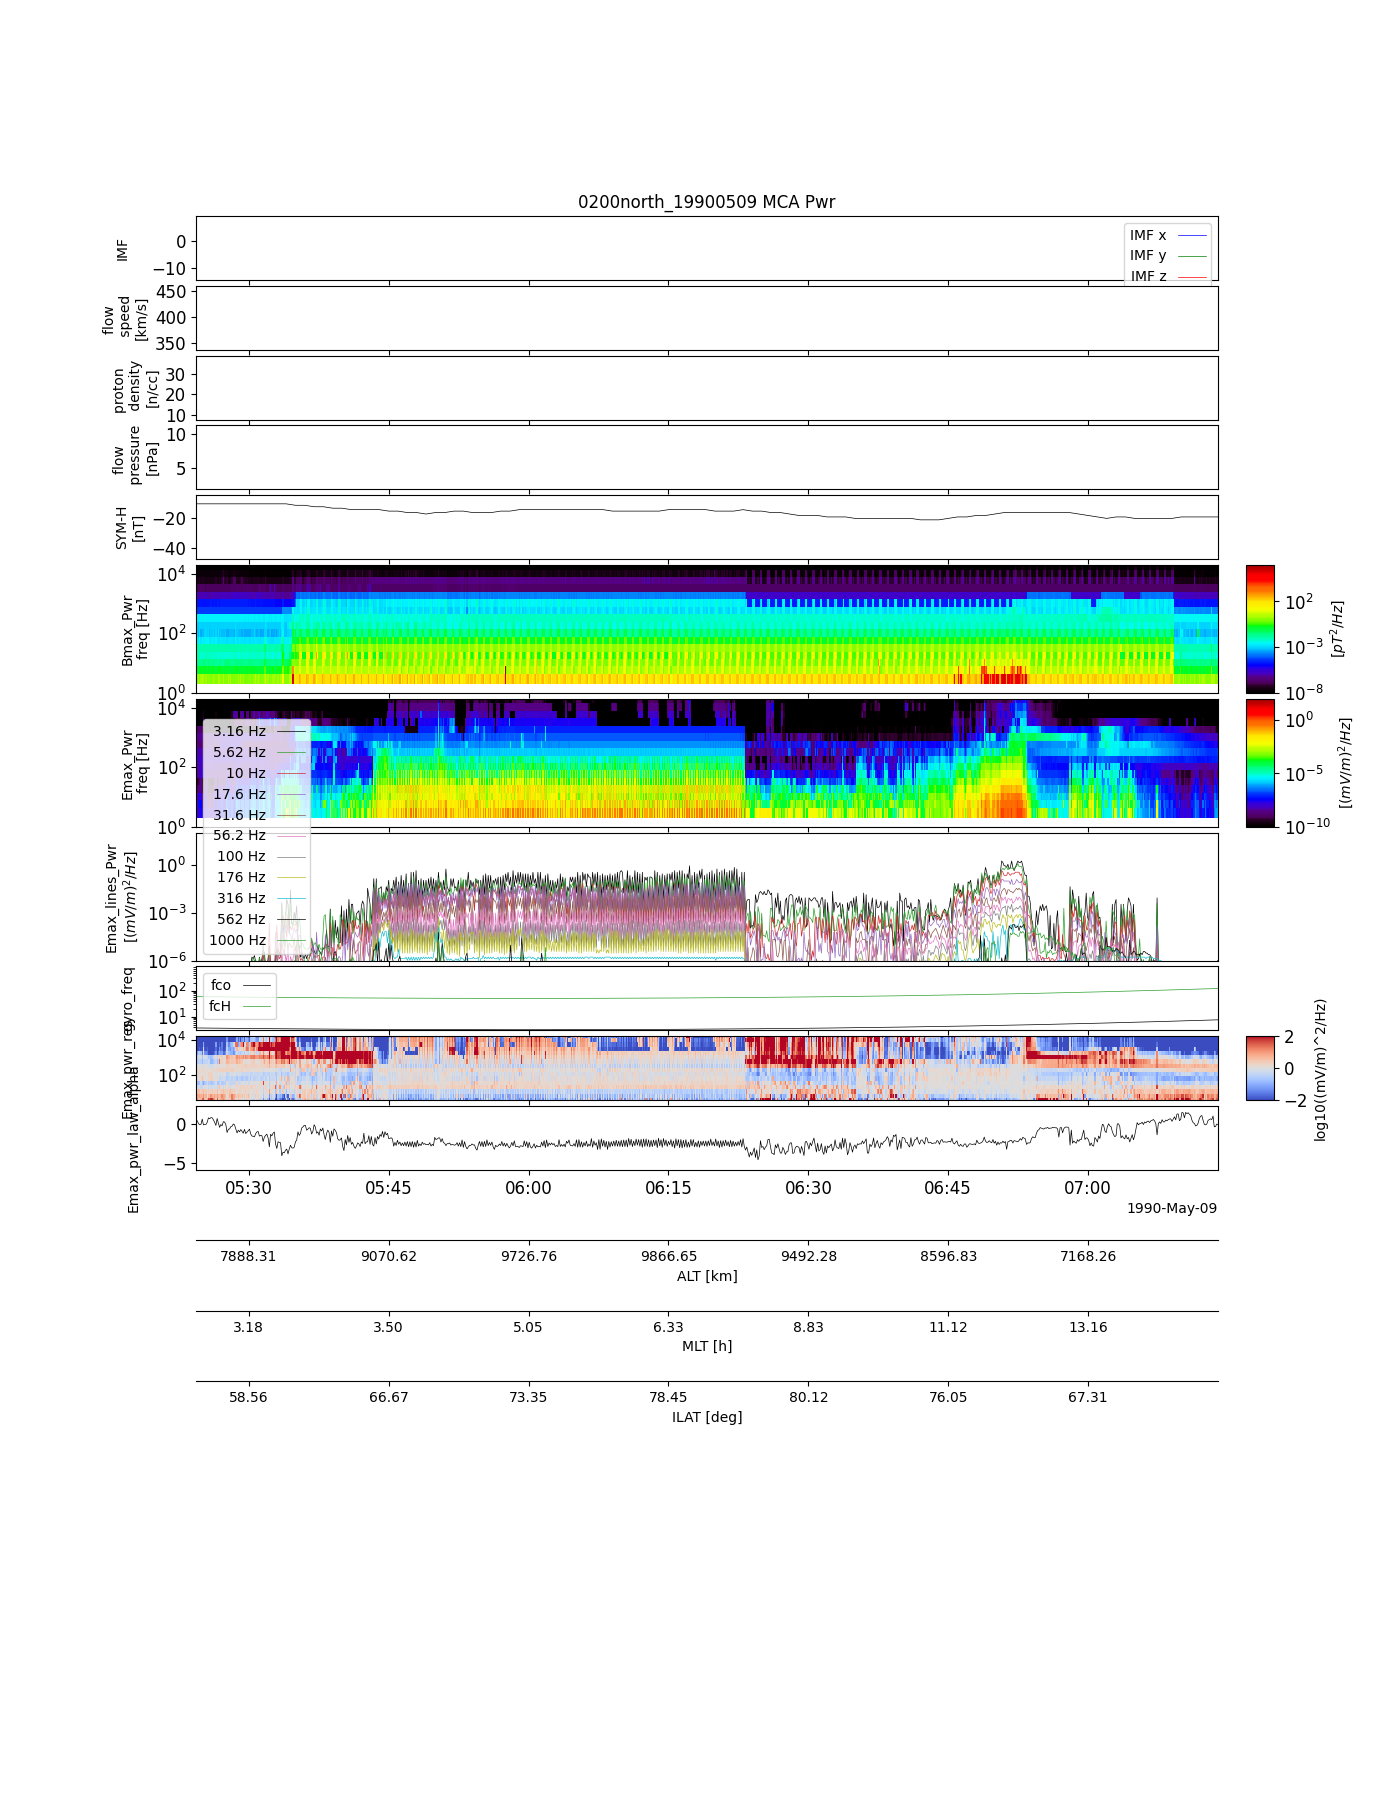 0200north_19900509 MCA Pwr
IMF
0
−10
IMF x
IMF y
IMF z
flow
speed
[km/s]
450
400
350
proton
density
[n/cc]
30
20
10
flow
pressure
[nPa]
10
5
SYM-H
[nT]
−20
−40
Bmax_Pwr
freq [Hz]
10^4
10^2
10^0
10^2
10^−3
10^−8
[pT^2/Hz]
Emax_Pwr
freq [Hz]
10^4
10^2
10^0
10^0
10^−5
10^−10
[(mV/m)^2/Hz]
3.16 Hz
5.62 Hz
10 Hz
17.6 Hz
31.6 Hz
56.2 Hz
100 Hz
176 Hz
316 Hz
562 Hz
1000 Hz
Emax_lines_Pwr
[(mV/m)^2/Hz]
10^0
10^−3
10^−6
gyro_freq
10^2
10^1
fco
fcH
Emax_pwr_reg
10^4
10^2
2
0
−2
log10((mV/m)^2/Hz)
Emax_pwr_law_alpha
0
−5
05:30 05:45 06:00 06:15 06:30 06:45 07:00
1990-May-09
7888.31 9070.62 9726.76 9866.65 9492.28 8596.83 7168.26
ALT [km]
3.18 3.50 5.05 6.33 8.83 11.12 13.16
MLT [h]
58.56 66.67 73.35 78.45 80.12 76.05 67.31
ILAT [deg]